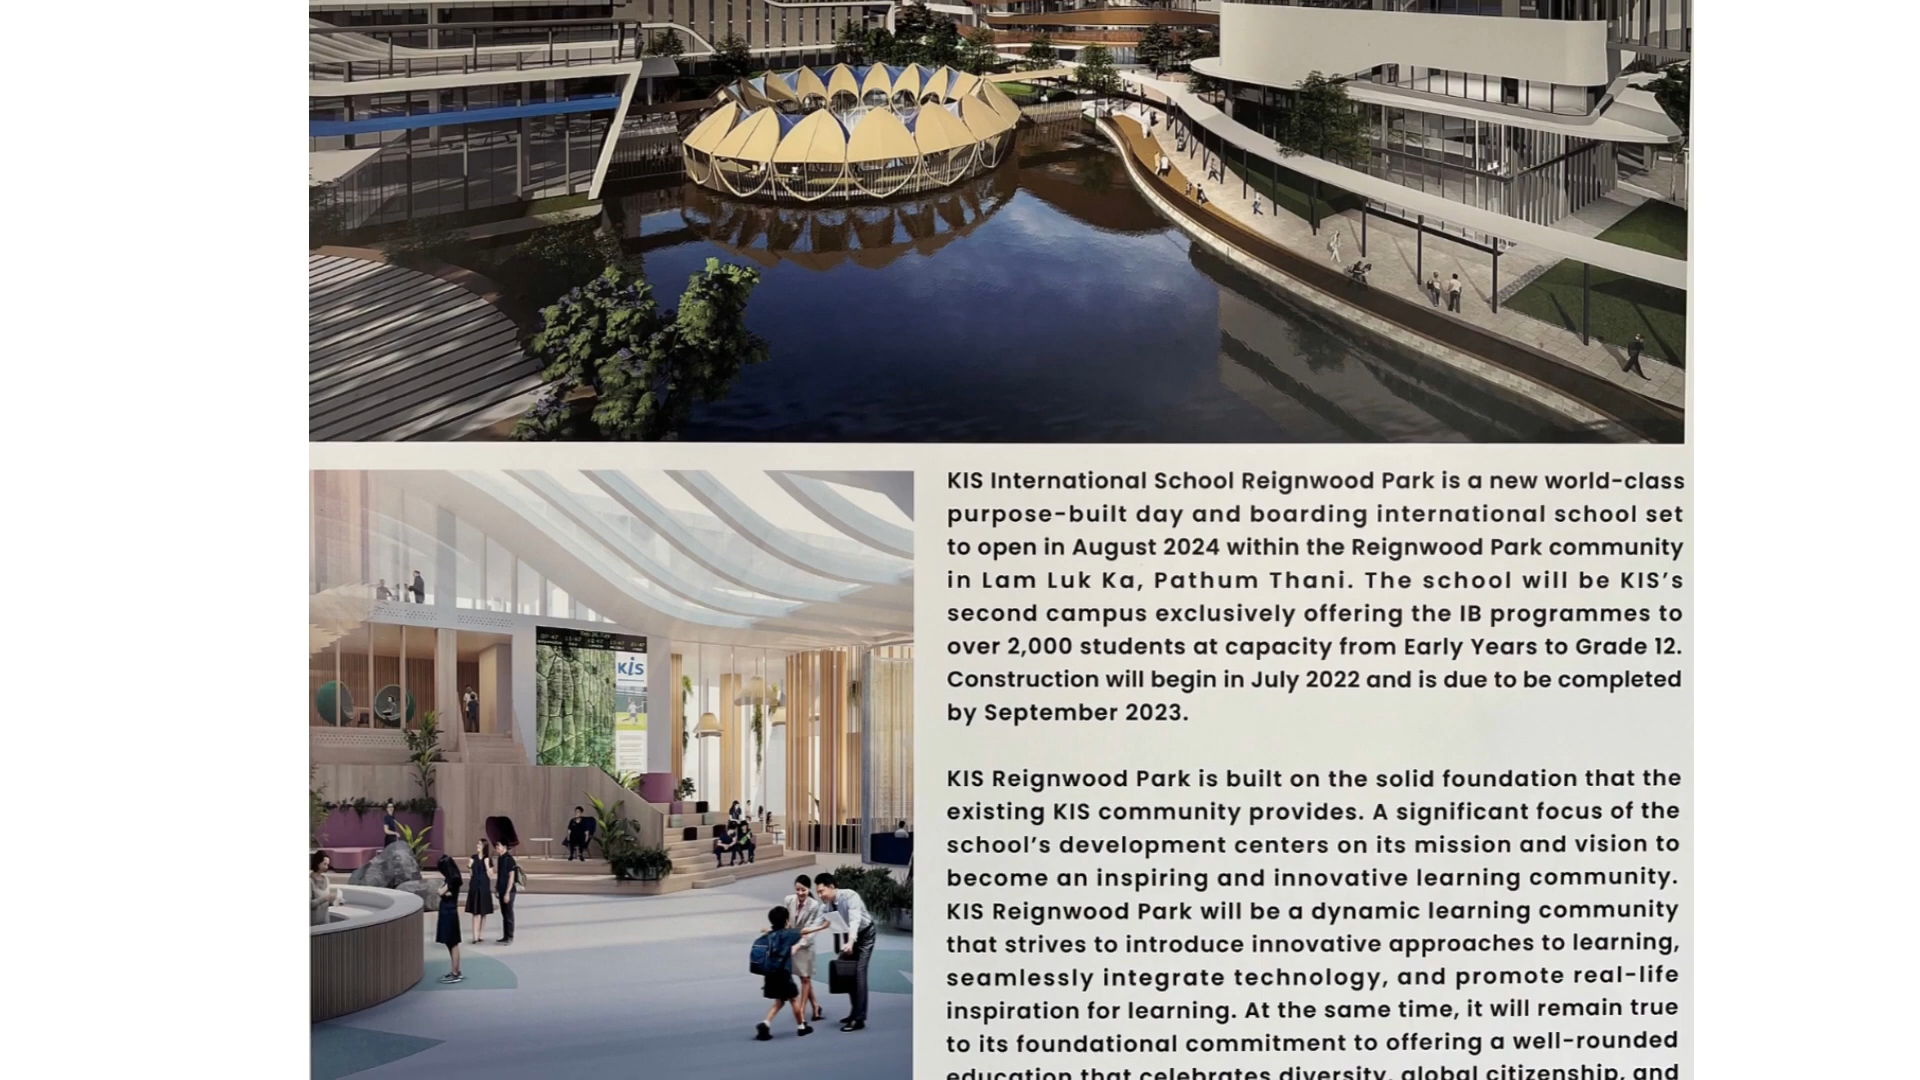 KIS
KIS International School Reignwood Park is a new world-class
purpose-built day and boarding international school set
to open in August 2024 within the Reignwood Park community
in Lam Luk Ka, Pathum Thani. The school will be KIS's
second campus exclusively offering the IB programmes to
over 2,000 students at capacity from Early Years to Grade 12.
Construction will begin in July 2022 and is due to be completed
by September 2023.
KIS Reignwood Park is built on the solid foundation that the
existing KIS community provides. A significant focus of the
school's development centers on its mission and vision to
become an inspiring and innovative learning community.
KIS Reignwood Park will be a dynamic learning community
that strives to introduce innovative approaches to learning,
seamlessly integrate technology, and promote real-life
inspiration for learning. At the same time, it will remain true
to its foundational commitment to offering a well-rounded
education that celebrates diversity, global citizenship, and